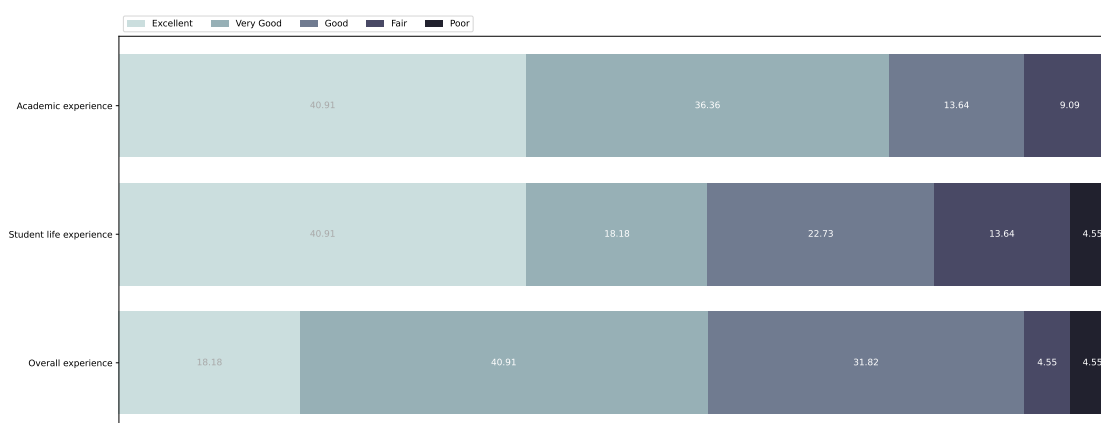 Excellent Very Good Good Fair Poor
Academic experience 40.91 36.36 13.64 9.09
Student life experience 40.91 18.18 22.73 13.64 4.55
Overall experience 18.18 40.91 31.82 4.55 4.55